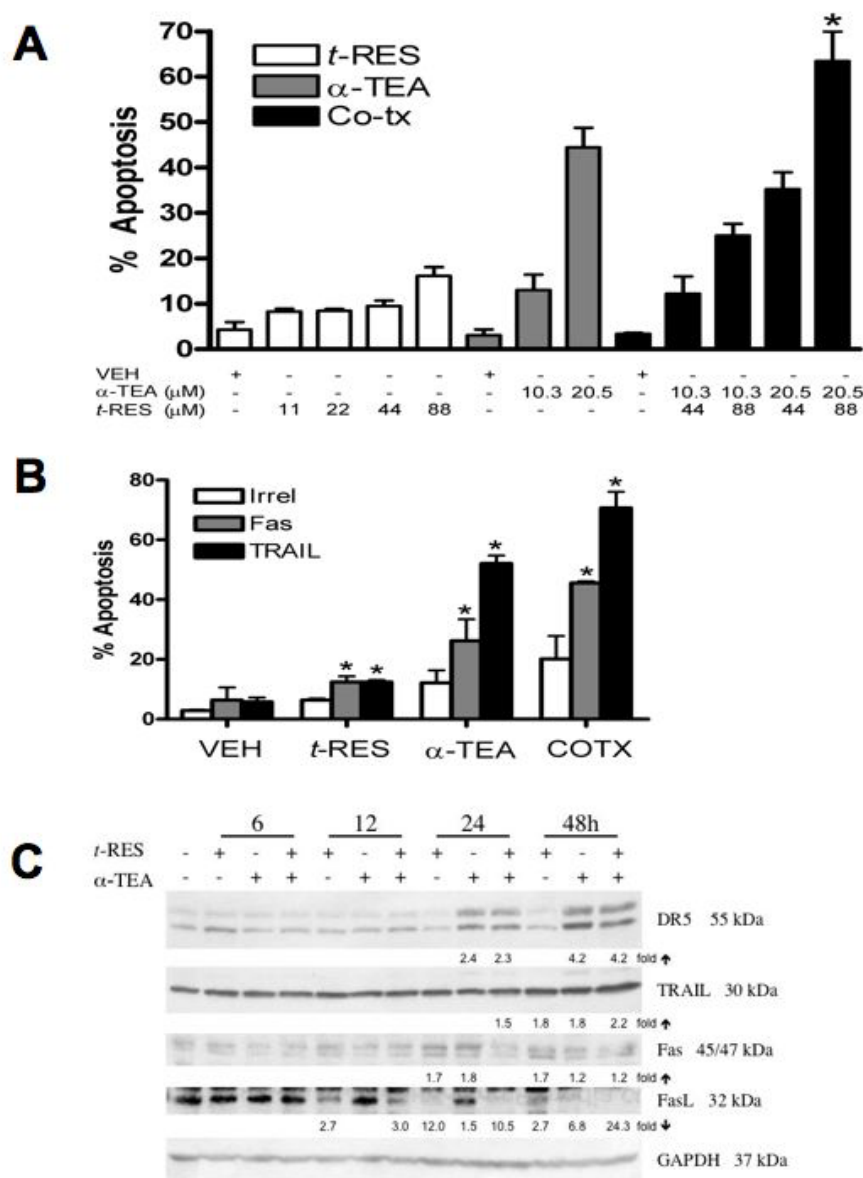 A
% Apoptosis
70
60
50
40
30
20
10
0
t-RES
α-TEA
Co-tx
*
VEH + - - - - + - - + - - - -
α-TEA (μM) - - - - - - 10.3 20.5 - 10.3 10.3 20.5 20.5
t-RES (μM) - 11 22 44 88 - - - - 44 88 44 88
B
% Apoptosis
80
60
40
20
0
Irrel
Fas
TRAIL
* * * * * *
VEH t-RES α-TEA COTX
C
6 12 24 48h
t-RES - + - + + - + + - + + - +
α-TEA - - + + - + + - + + - + +
DR5 55 kDa
2.4 2.3 4.2 4.2 fold ↑
TRAIL 30 kDa
1.5 1.8 1.8 2.2 fold ↑
Fas 45/47 kDa
1.7 1.8 1.7 1.2 1.2 fold ↑
FasL 32 kDa
2.7 3.0 12.0 1.5 10.5 2.7 6.8 24.3 fold ↓
GAPDH 37 kDa